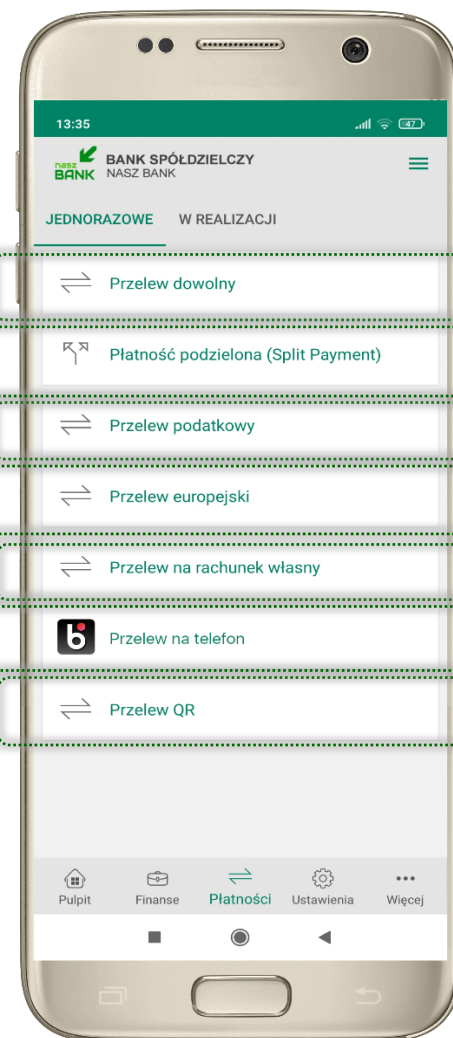 13:35
47
nasz BANK
BANK SPÓŁDZIELCZY
NASZ BANK
JEDNORAZOWE W REALIZACJI
Przelew dowolny
Płatność podzielona (Split Payment)
Przelew podatkowy
Przelew europejski
Przelew na rachunek własny
b Przelew na telefon
Przelew QR
Pulpit Finanse Płatności Ustawienia Więcej